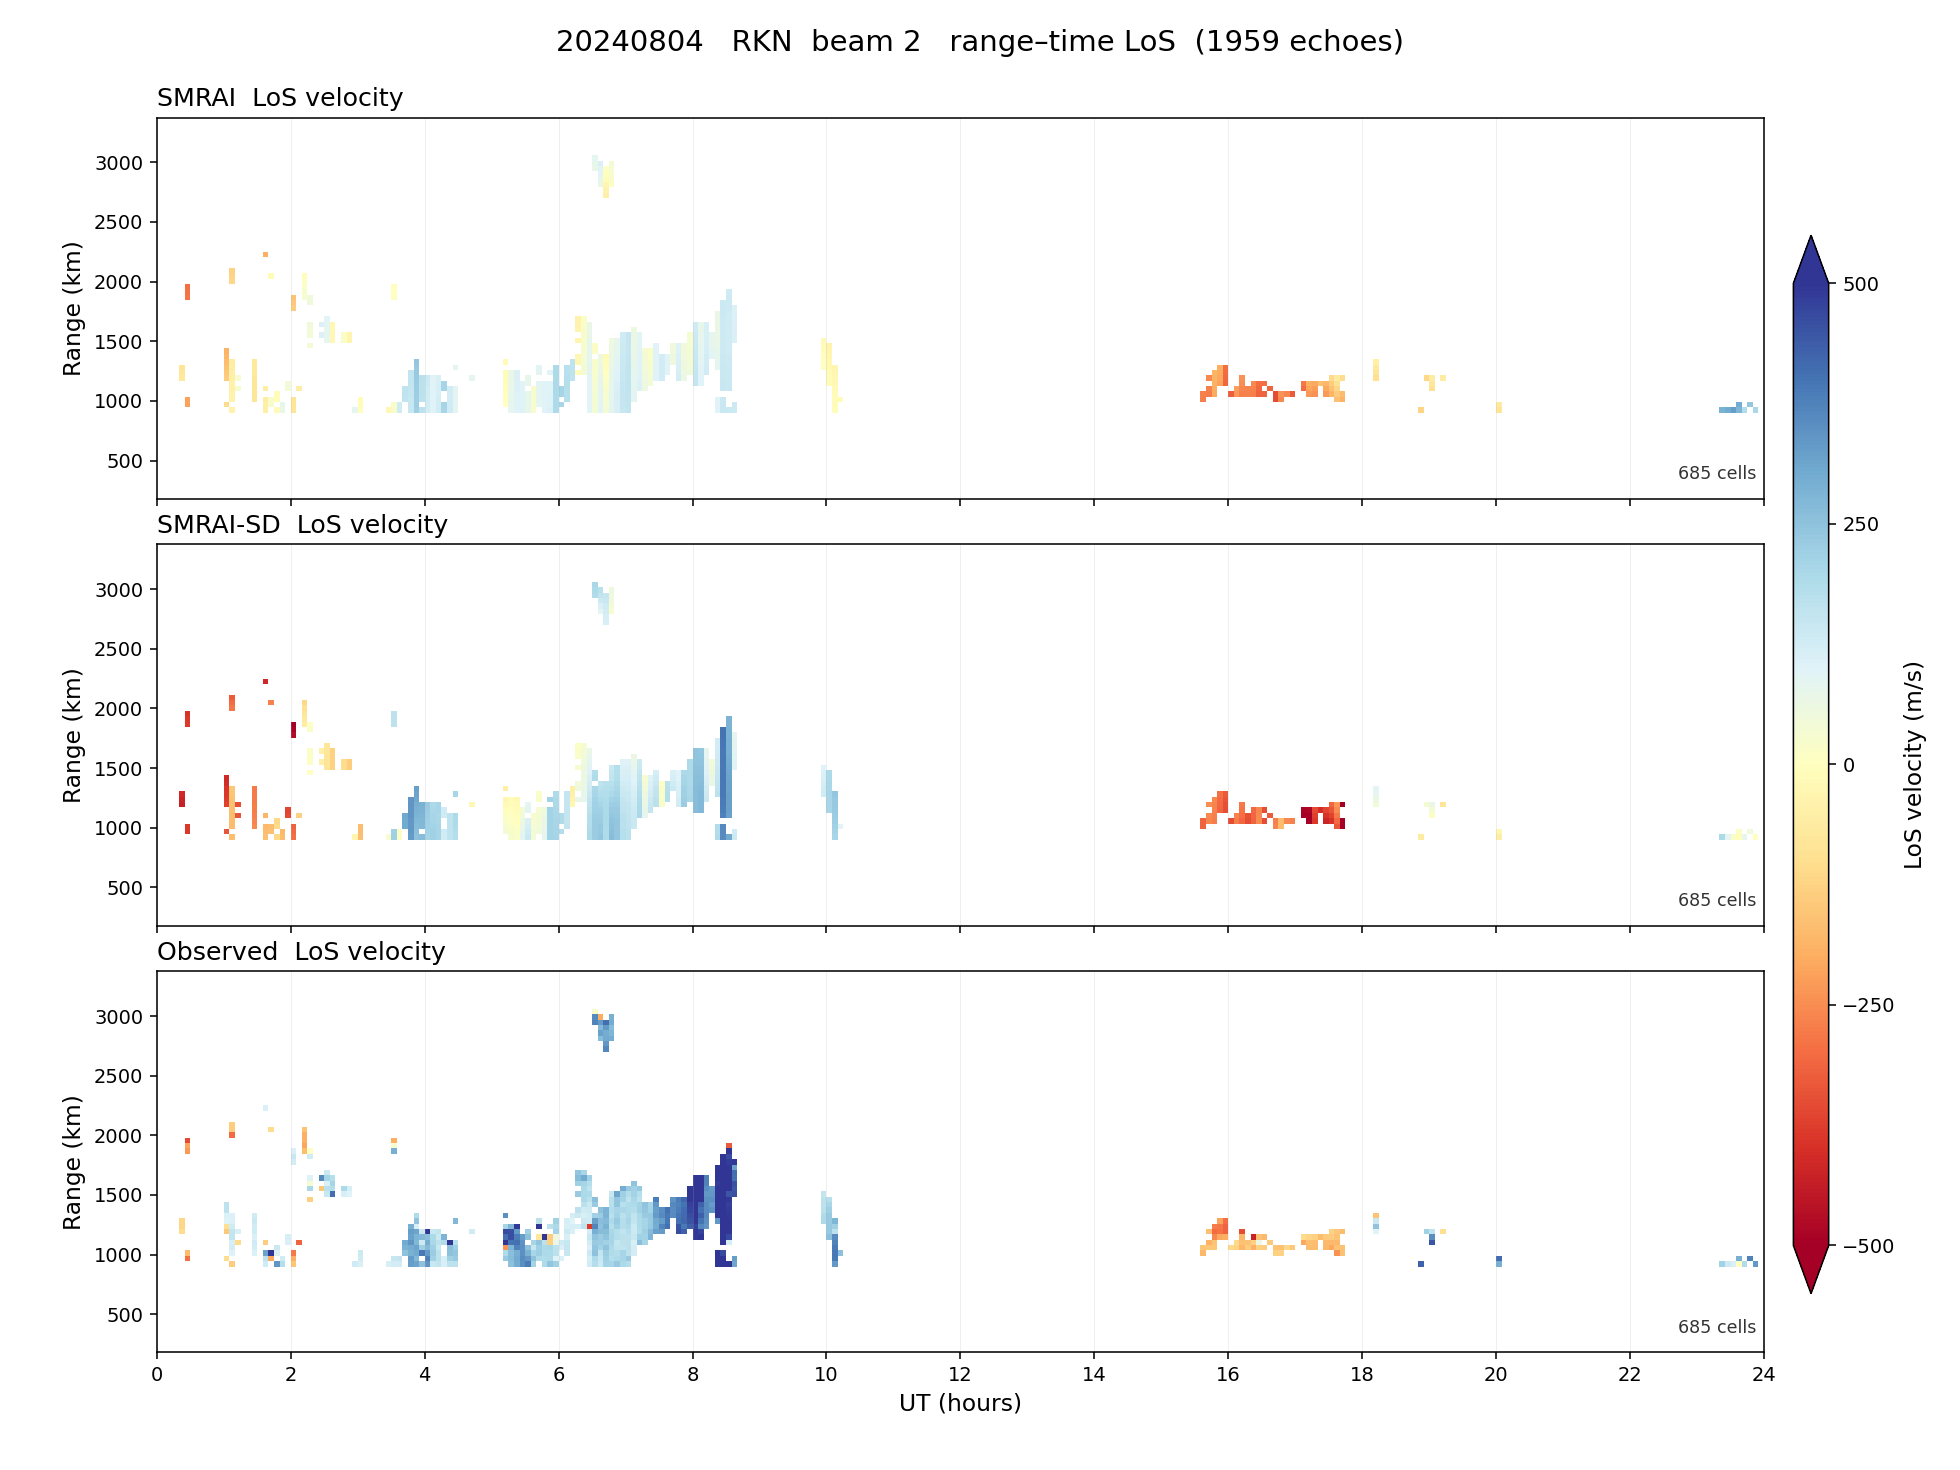 20240804   RKN  beam 2   range–time LoS  (1959 echoes)
SMRAI  LoS velocity
3000
2500
2000
1500
1000
500
Range (km)
685 cells
SMRAI-SD  LoS velocity
3000
2500
2000
1500
1000
500
Range (km)
685 cells
Observed  LoS velocity
3000
2500
2000
1500
1000
500
Range (km)
685 cells
0 2 4 6 8 10 12 14 16 18 20 22 24
UT (hours)
500
250
0
−250
−500
LoS velocity (m/s)